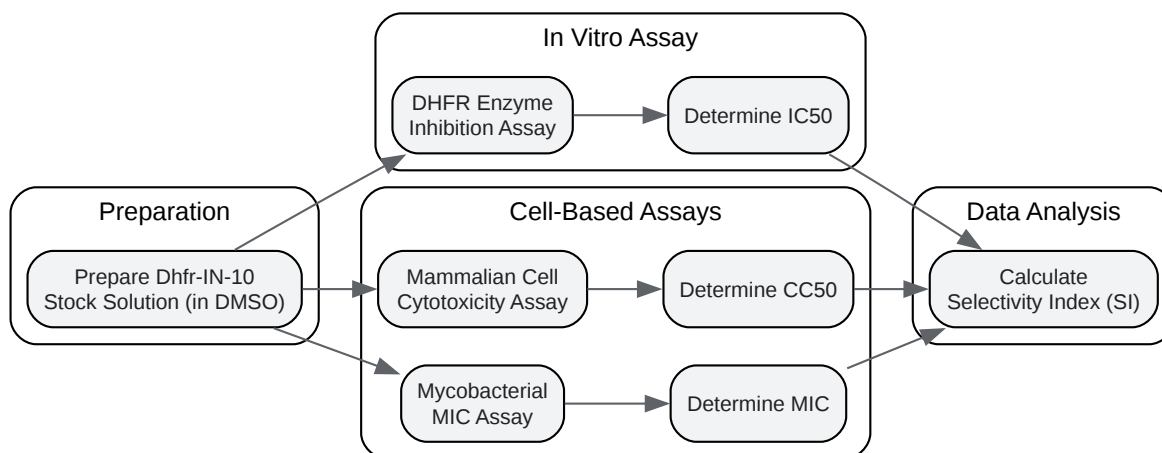 In Vitro Assay
DHFR Enzyme
Inhibition Assay
Determine IC50
Preparation
Prepare Dhfr-IN-10
Stock Solution (in DMSO)
Cell-Based Assays
Mammalian Cell
Cytotoxicity Assay
Determine CC50
Mycobacterial
MIC Assay
Determine MIC
Data Analysis
Calculate
Selectivity Index (SI)